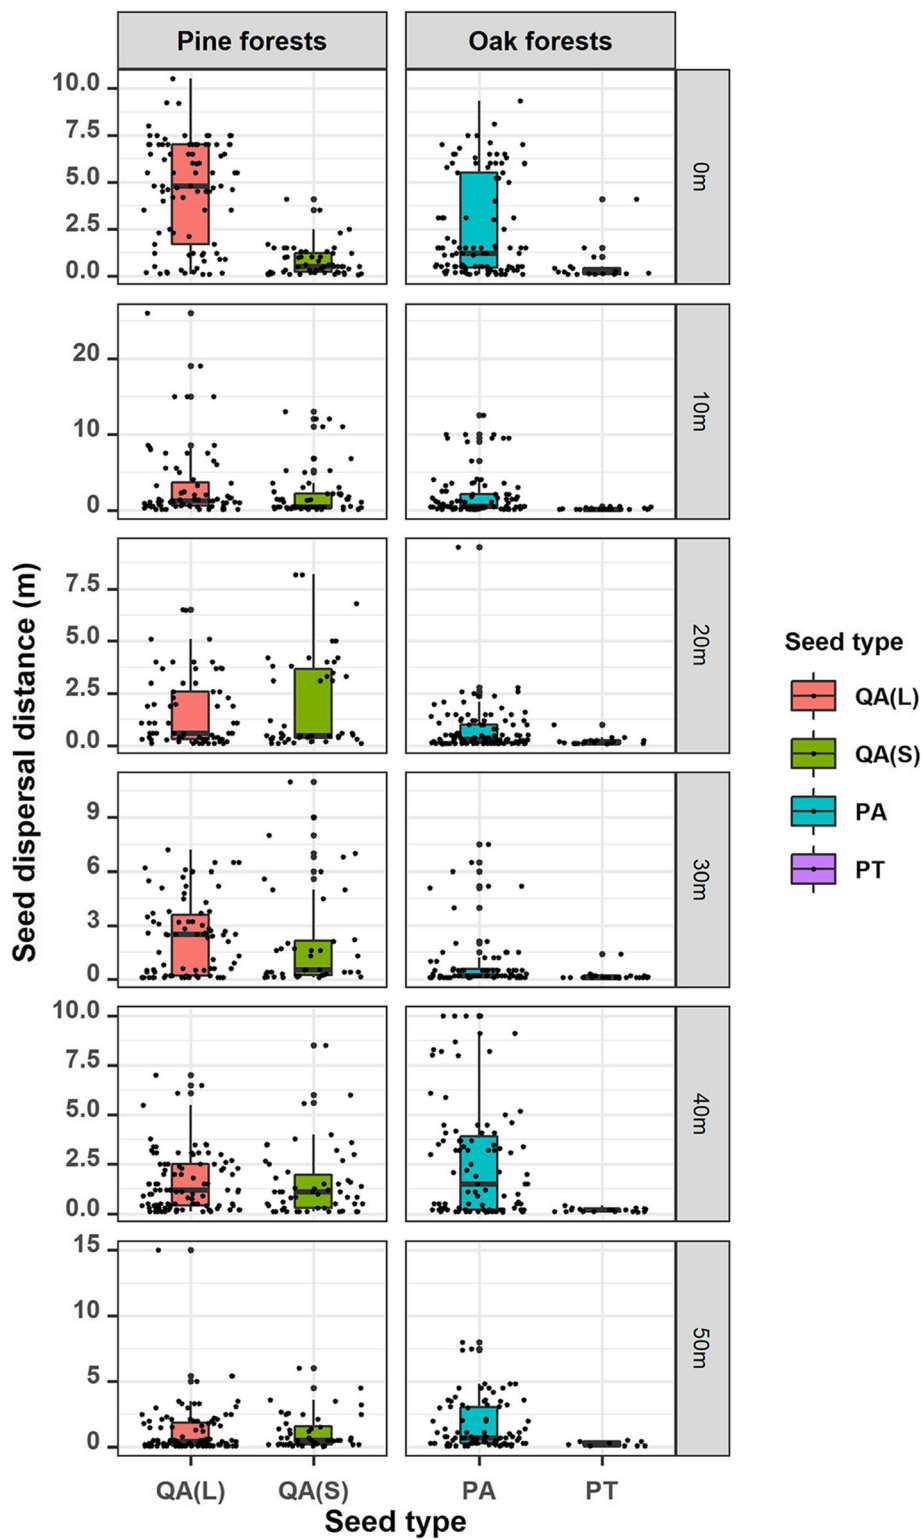 Pine forests
Oak forests
10.0
7.5
5.0
2.5
0.0
0m
20
10
0
10m
7.5
5.0
2.5
0.0
20m
9
6
3
0
30m
10.0
7.5
5.0
2.5
0.0
40m
15
10
5
0
50m
Seed dispersal distance (m)
QA(L)
QA(S)
PA
PT
Seed type
Seed type
QA(L)
QA(S)
PA
PT